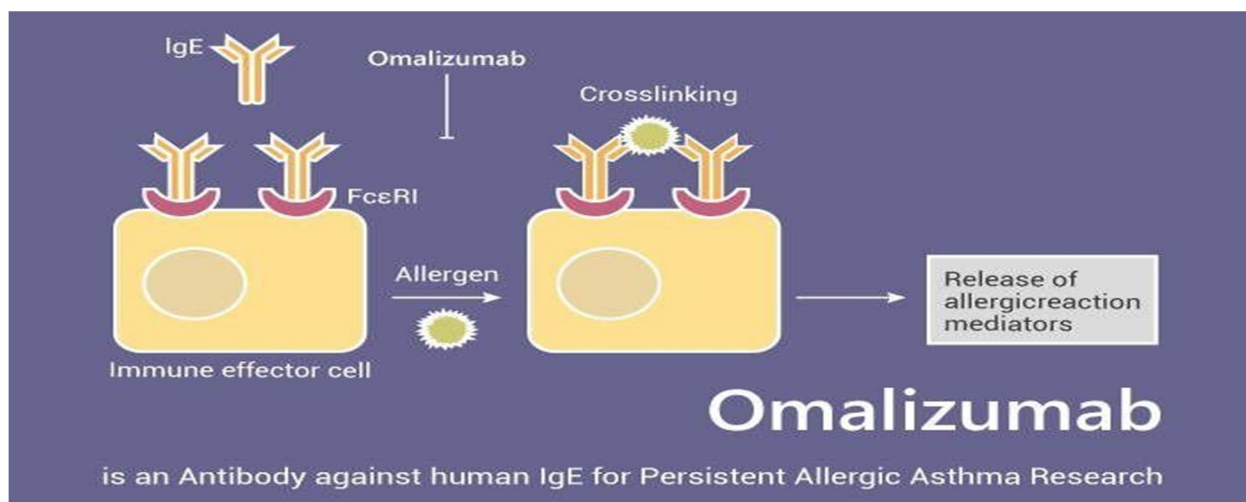 IgE
Omalizumab
Crosslinking
FcεRI
Allergen
Immune effector cell
Release of
allergicreaction
mediators
Omalizumab
is an Antibody against human IgE for Persistent Allergic Asthma Research